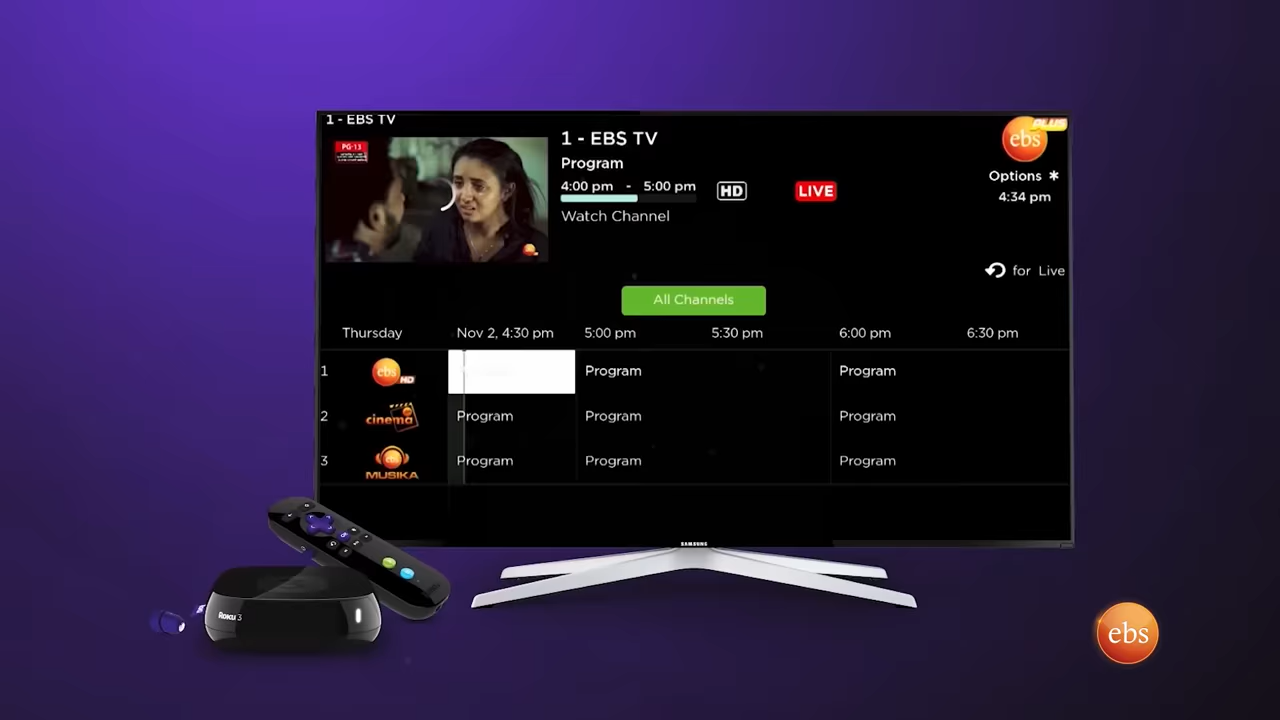 1 - EBS TV
PG-13
1 - EBS TV
Program
4:00 pm - 5:00 pm
HD
LIVE
Watch Channel
ebs
PLUS
Options *
4:34 pm
for Live
All Channels
Thursday
Nov 2, 4:30 pm
5:00 pm
5:30 pm
6:00 pm
6:30 pm
1
ebs HD
Program
Program
2
cinema
Program
Program
Program
3
ebs
MUSIKA
Program
Program
Program
SAMSUNG
Roku 3
ebs